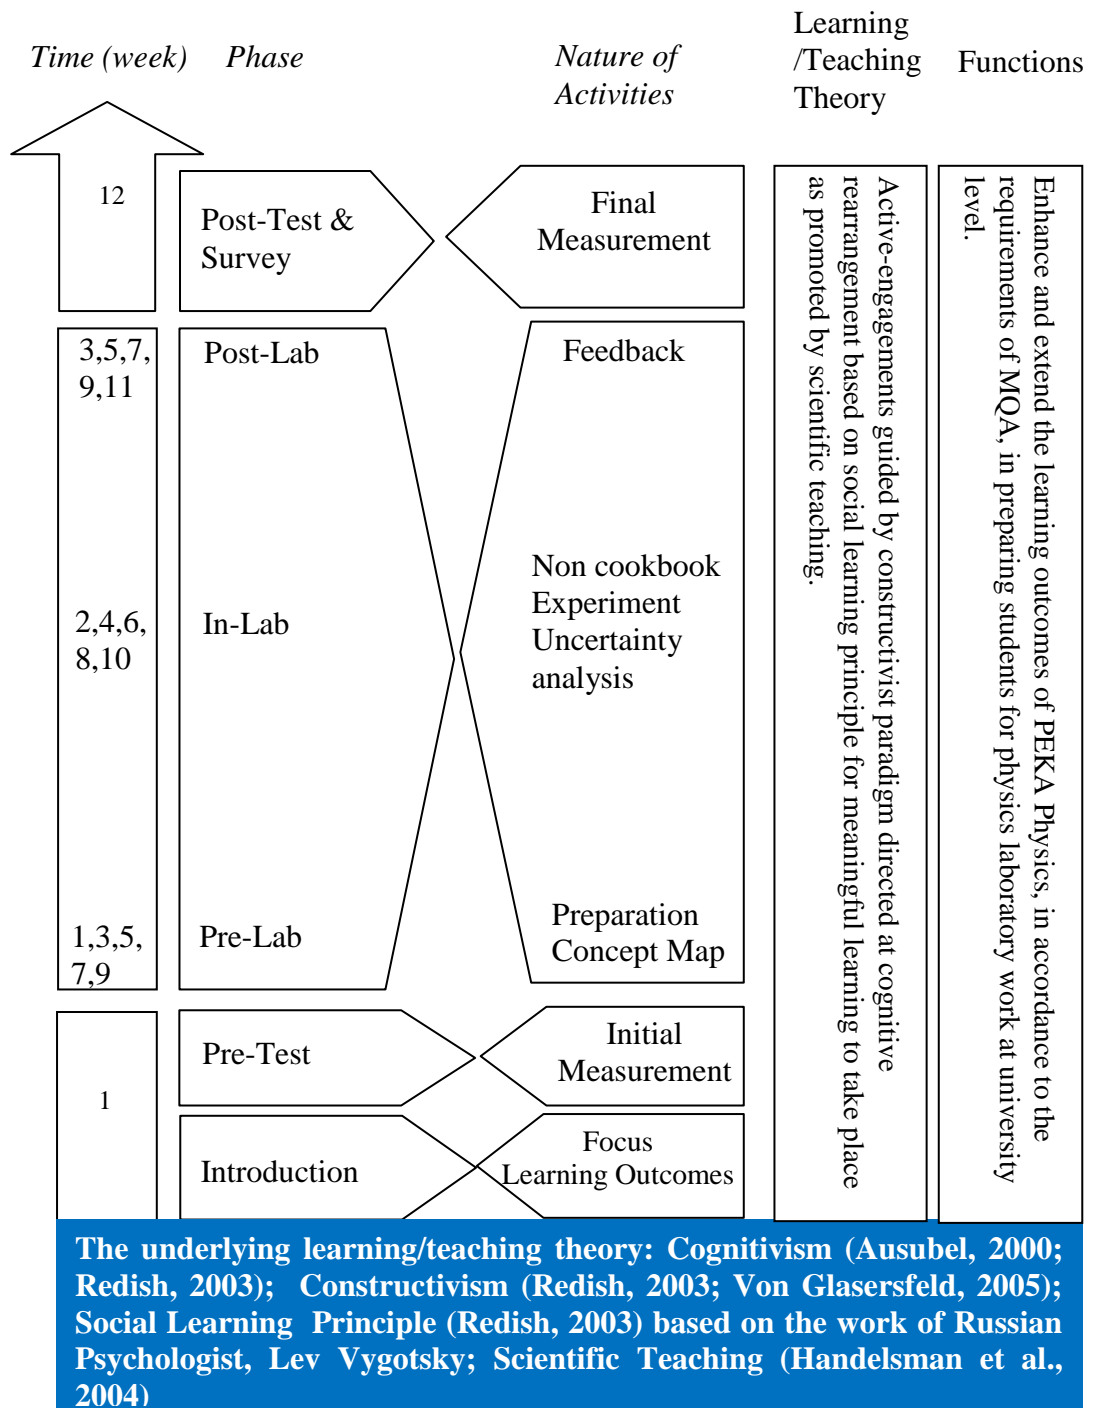 Time (week)
Phase
Nature of
Activities
Learning
/Teaching
Theory
Functions
12
Post-Test &
Survey
Final
Measurement
3,5,7,
9,11
Post-Lab
Feedback
2,4,6,
8,10
In-Lab
Non cookbook
Experiment
Uncertainty
analysis
1,3,5,
7,9
Pre-Lab
Preparation
Concept Map
1
Pre-Test
Initial
Measurement
Introduction
Focus
Learning Outcomes
Active-engagements guided by constructivist paradigm directed at cognitive
rearrangement based on social learning principle for meaningful learning to take place
as promoted by scientific teaching.
Enhance and extend the learning outcomes of PEKA Physics, in accordance to the
requirements of MQA, in preparing students for physics laboratory work at university
level.
The underlying learning/teaching theory: Cognitivism (Ausubel, 2000;
Redish, 2003); Constructivism (Redish, 2003; Von Glasersfeld, 2005);
Social Learning Principle (Redish, 2003) based on the work of Russian
Psychologist, Lev Vygotsky; Scientific Teaching (Handelsman et al.,
2004)